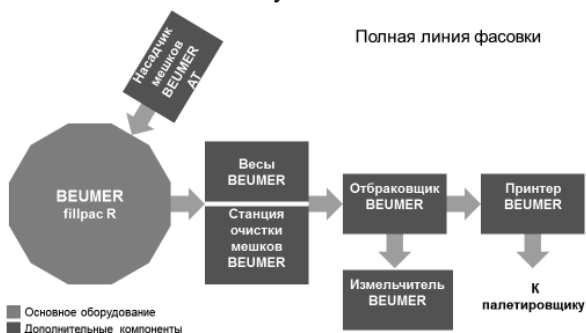 Полная линия фасовки
Насадчик
мешков
BEUMER
AT
BEUMER
fillpac R
Весы
BEUMER
Станция
очистки
мешков
BEUMER
Отбраковщик
BEUMER
Принтер
BEUMER
Измельчитель
BEUMER
К
палетировщику
Основное оборудование
Дополнительные компоненты